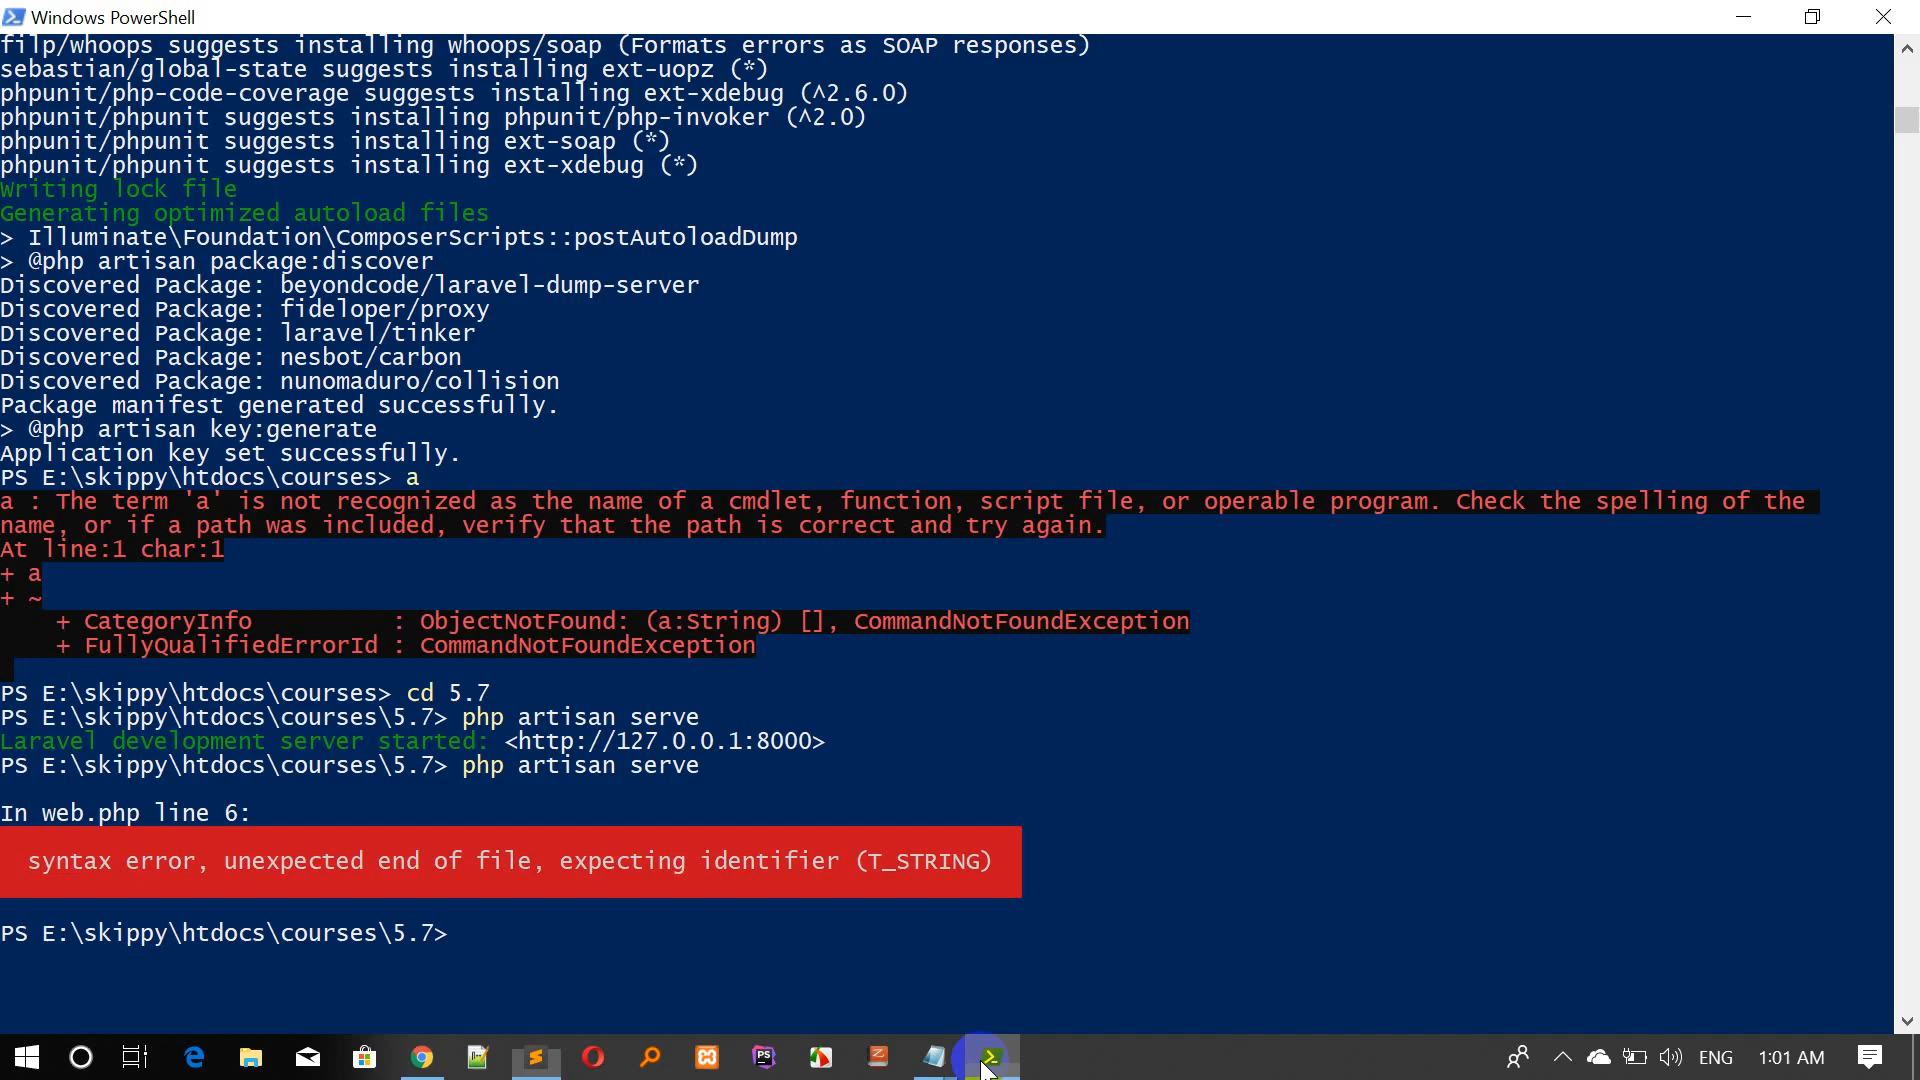 Windows PowerShell
filp/whoops suggests installing whoops/soap (Formats errors as SOAP responses)
sebastian/global-state suggests installing ext-uopz (*)
phpunit/php-code-coverage suggests installing ext-xdebug (^2.6.0)
phpunit/phpunit suggests installing phpunit/php-invoker (^2.0)
phpunit/phpunit suggests installing ext-soap (*)
phpunit/phpunit suggests installing ext-xdebug (*)
Writing lock file
Generating optimized autoload files
> Illuminate\Foundation\ComposerScripts::postAutoloadDump
> @php artisan package:discover
Discovered Package: beyondcode/laravel-dump-server
Discovered Package: fideloper/proxy
Discovered Package: laravel/tinker
Discovered Package: nesbot/carbon
Discovered Package: nunomaduro/collision
Package manifest generated successfully.
> @php artisan key:generate
Application key set successfully.
PS E:\skippy\htdocs\courses> a
a : The term 'a' is not recognized as the name of a cmdlet, function, script file, or operable program. Check the spelling of the
name, or if a path was included, verify that the path is correct and try again.
At line:1 char:1
+ a
+ ~
    + CategoryInfo          : ObjectNotFound: (a:String) [], CommandNotFoundException
    + FullyQualifiedErrorId : CommandNotFoundException
PS E:\skippy\htdocs\courses> cd 5.7
PS E:\skippy\htdocs\courses\5.7> php artisan serve
Laravel development server started: <http://127.0.0.1:8000>
PS E:\skippy\htdocs\courses\5.7> php artisan serve
In web.php line 6:
  syntax error, unexpected end of file, expecting identifier (T_STRING)
PS E:\skippy\htdocs\courses\5.7>
ENG 1:01 AM